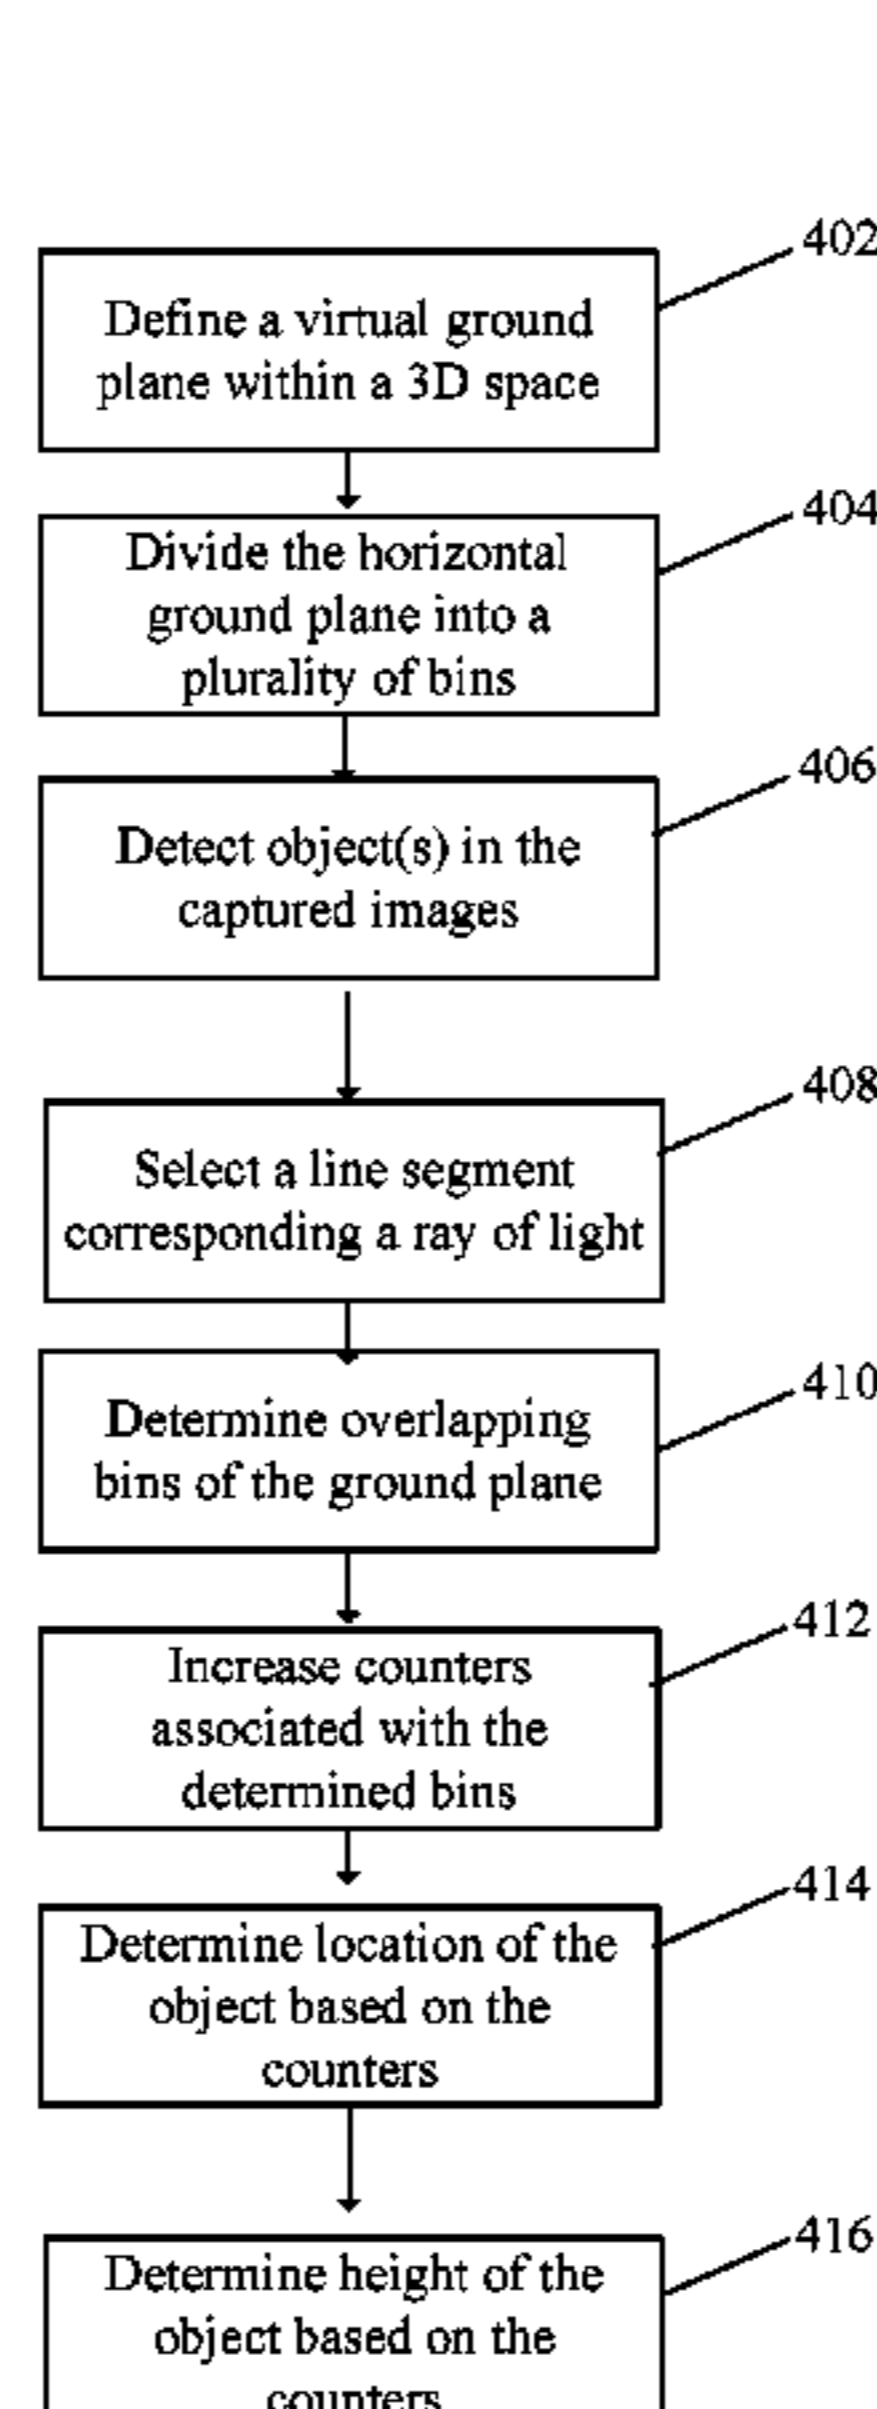 402
Define a virtual ground
plane within a 3D space
404
Divide the horizontal
ground plane into a
plurality of bins
406
Detect object(s) in the
captured images
408
Select a line segment
corresponding a ray of light
410
Determine overlapping
bins of the ground plane
412
Increase counters
associated with the
determined bins
414
Determine location of the
object based on the
counters
416
Determine height of the
object based on the
counters